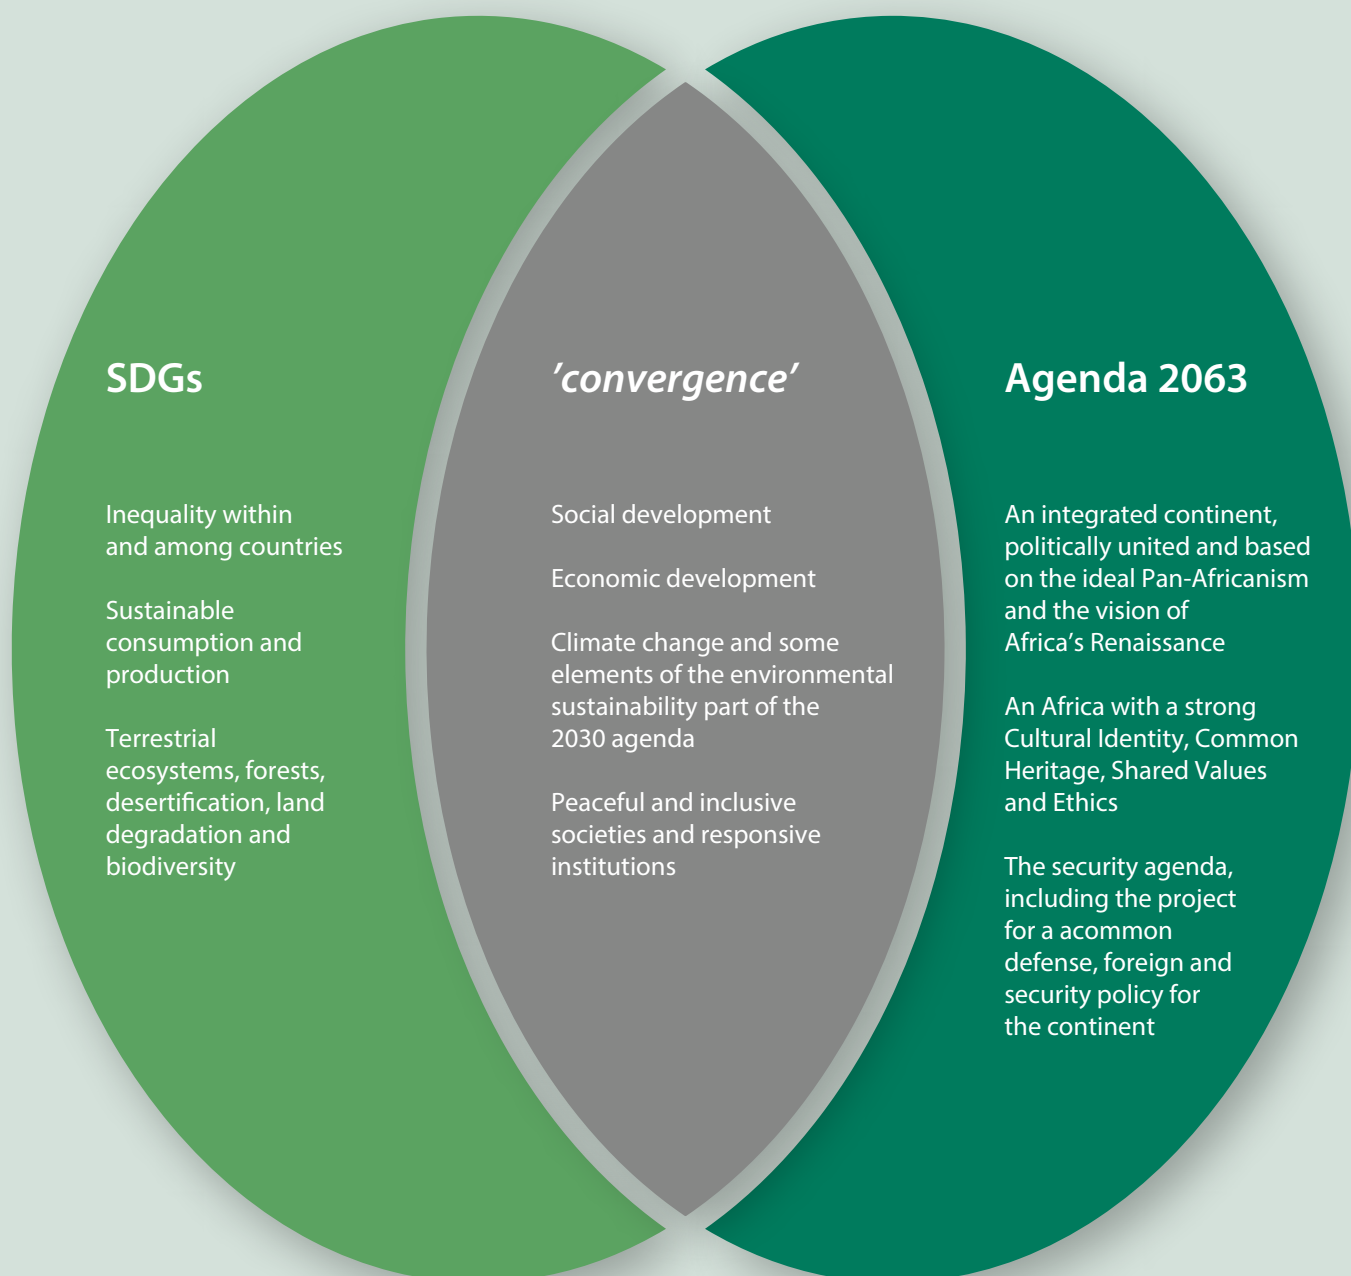 SDGs
Inequality within
and among countries
Sustainable
consumption and
production
Terrestrial
ecosystems, forests,
desertification, land
degradation and
biodiversity
’convergence’
Social development
Economic development
Climate change and some
elements of the environmental
sustainability part of the
2030 agenda
Peaceful and inclusive
societies and responsive
institutions
Agenda 2063
An integrated continent,
politically united and based
on the ideal Pan-Africanism
and the vision of
Africa’s Renaissance
An Africa with a strong
Cultural Identity, Common
Heritage, Shared Values
and Ethics
The security agenda,
including the project
for a acommon
defense, foreign and
security policy for
the continent